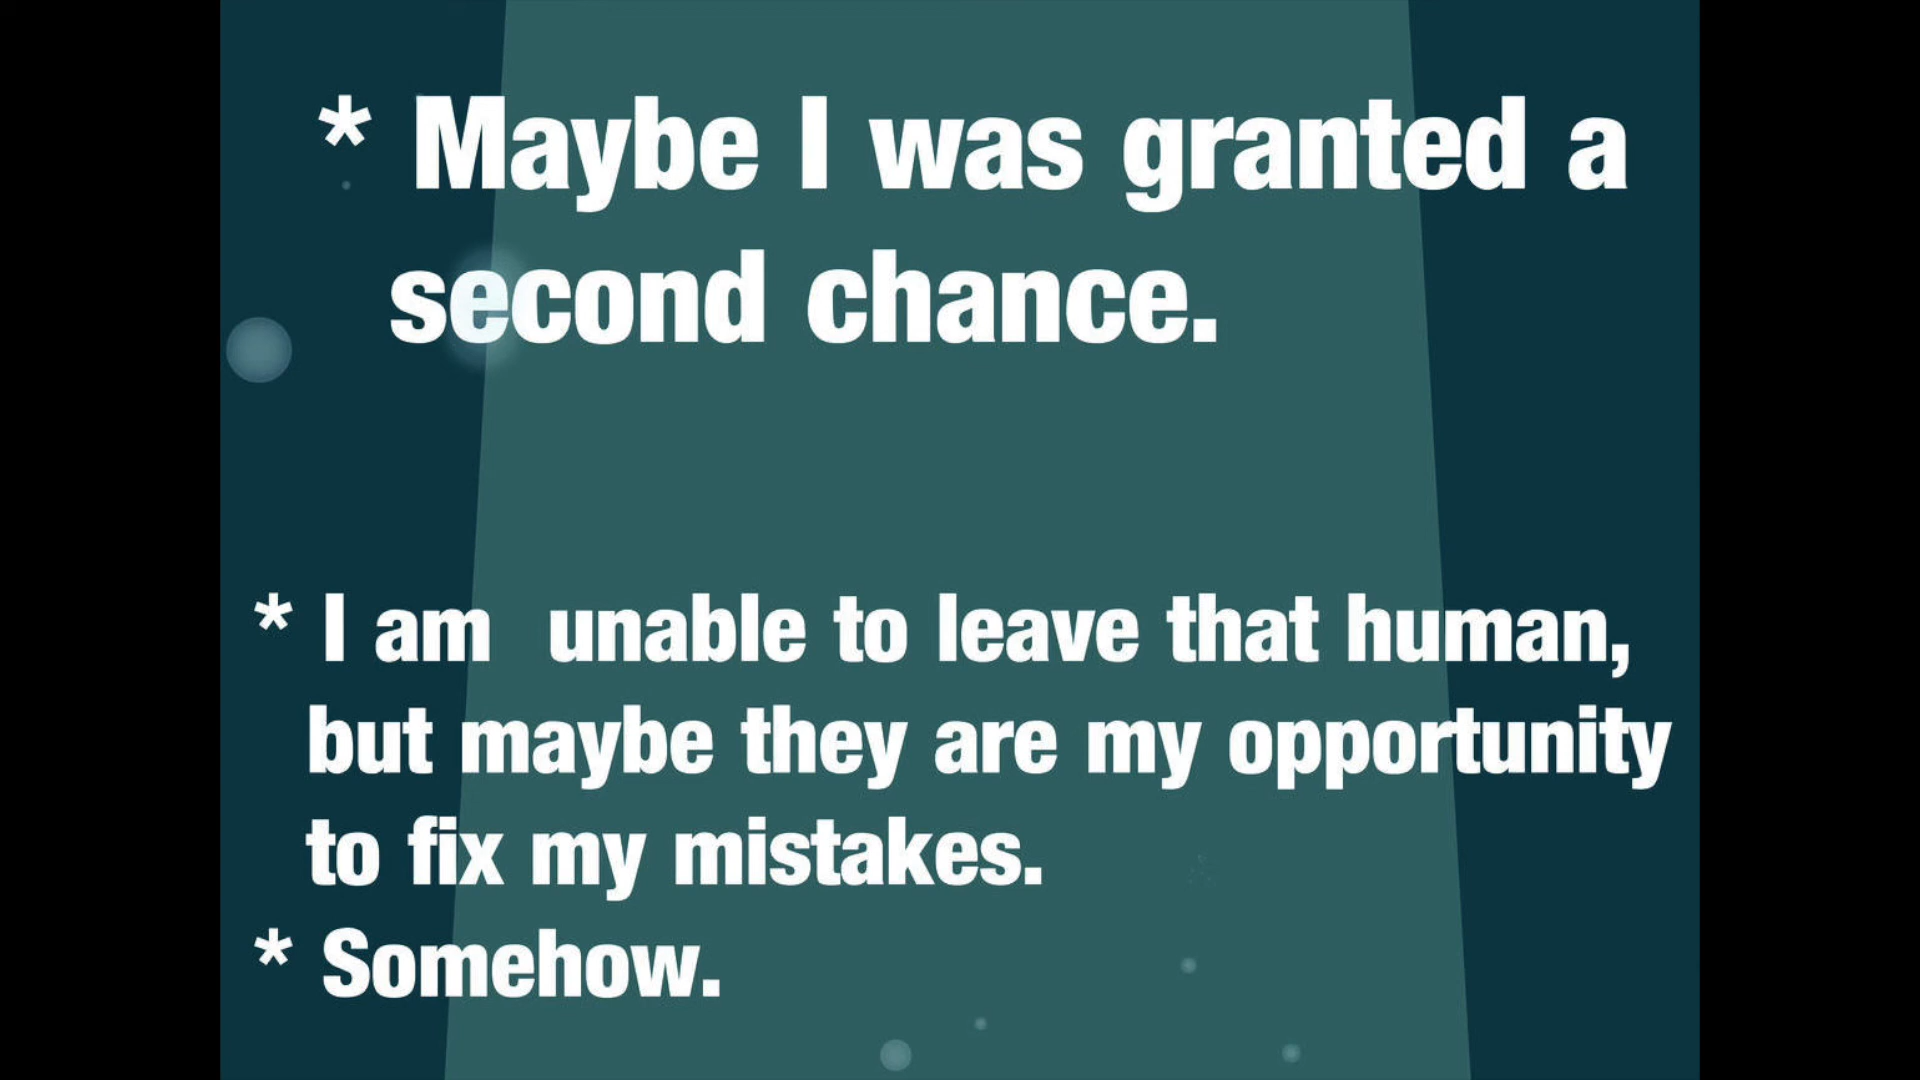 * Maybe I was granted a
second chance.
* I am  unable to leave that human,
but maybe they are my opportunity
to fix my mistakes.
* Somehow.